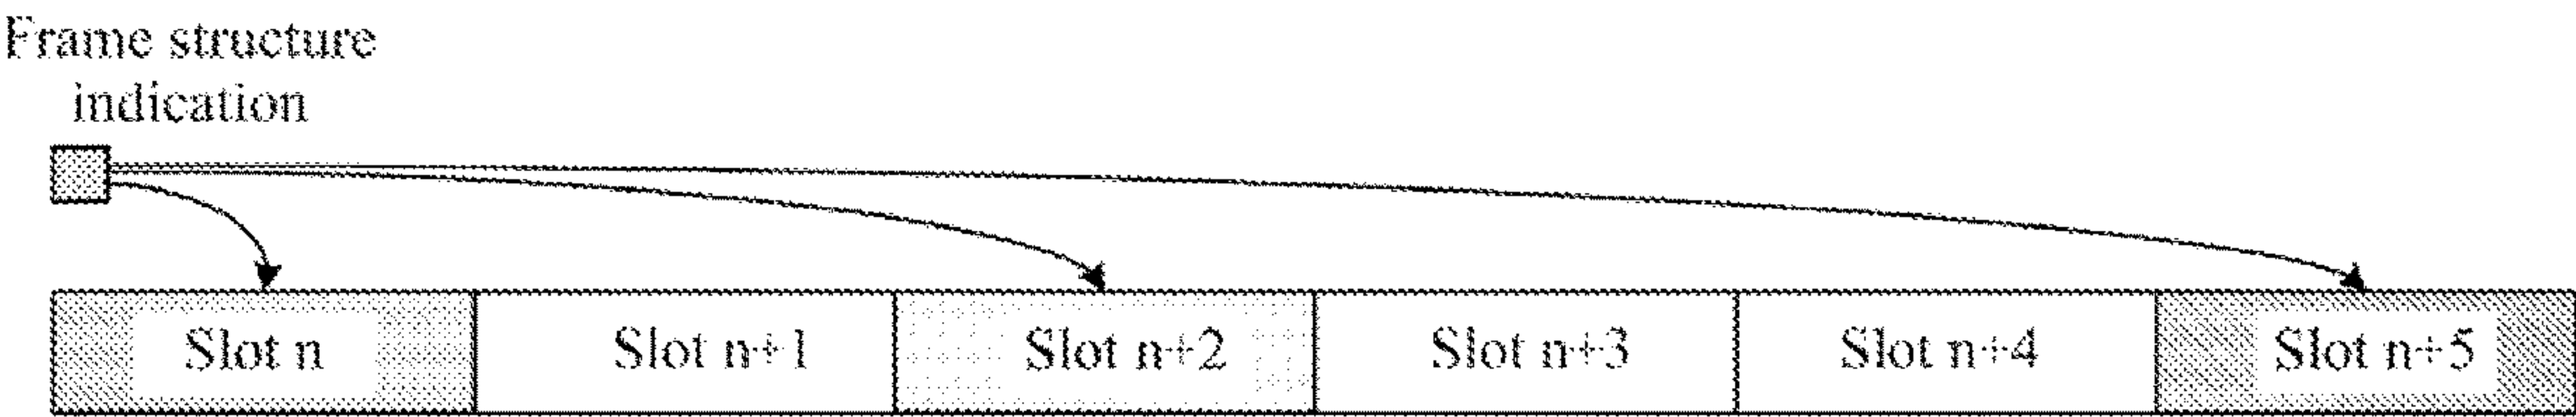 Frame structure
indication
Slot n
Slot n+1
Slot n+2
Slot n+3
Slot n+4
Slot n+5